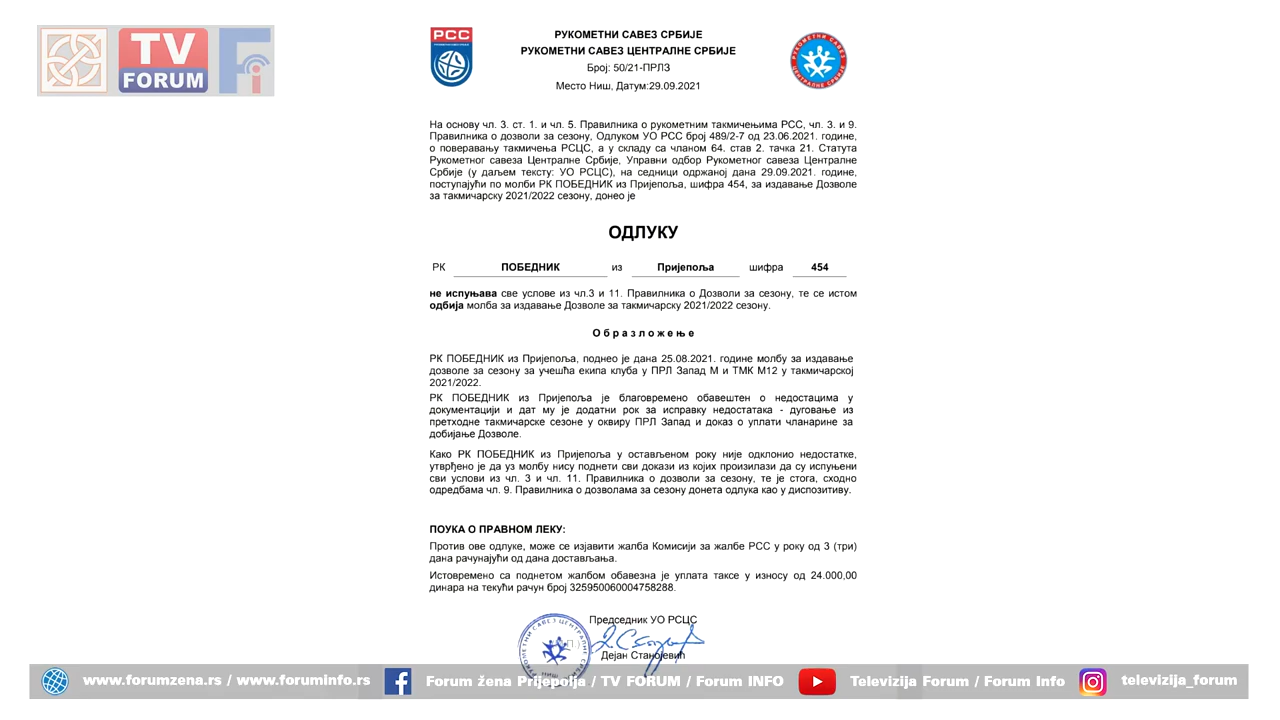 TV
FORUM
Fi
РСС
РУКОМЕТНИ САВЕЗ СРБИЈЕ
РУКОМЕТНИ САВЕЗ ЦЕНТРАЛНЕ СРБИЈЕ
Број: 50/21-ПРЛЗ
Место Ниш, Датум:29.09.2021
РУКОМЕТНИ САВЕЗ ЦЕНТРАЛНЕ СРБИЈЕ
На основу чл. 3. ст. 1. и чл. 5. Правилника о рукометним такмичењима РСС, чл. 3. и 9.
Правилника о дозволи за сезону, Одлуком УО РСС број 489/2-7 од 23.06.2021. године,
о поверавању такмичења РСЦС, а у складу са чланом 64. став 2. тачка 21. Статута
Рукометног савеза Централне Србије, Управни одбор Рукометног савеза Централне
Србије (у даљем тексту: УО РСЦС), на седници одржаној дана 29.09.2021. године,
поступајући по молби РК ПОБЕДНИК из Пријепоља, шифра 454, за издавање Дозволе
за такмичарску 2021/2022 сезону, донео је
ОДЛУКУ
РК ПОБЕДНИК из Пријепоља шифра 454
не испуњава све услове из чл.3 и 11. Правилника о Дозволи за сезону, те се истом
одбија молба за издавање Дозволе за такмичарску 2021/2022 сезону.
О б р а з л о ж е њ е
РК ПОБЕДНИК из Пријепоља, поднео је дана 25.08.2021. године молбу за издавање
дозволе за сезону за учешћа екипа клуба у ПРЛ Запад М и ТМК М12 у такмичарској
2021/2022.
РК ПОБЕДНИК из Пријепоља је благовремено обавештен о недостацима у
документацији и дат му је додатни рок за исправку недостатака - дуговање из
претходне такмичарске сезоне у оквиру ПРЛ Запад и доказ о уплати чланарине за
добијање Дозволе.
Како РК ПОБЕДНИК из Пријепоља у остављеном року није одклонио недостатке,
утврђено је да уз молбу нису поднети сви докази из којих произилази да су испуњени
сви услови из чл. 3 и чл. 11. Правилника о дозволи за сезону, те је стога, сходно
одредбама чл. 9. Правилника о дозволама за сезону донета одлука као у диспозитиву.
ПОУКА О ПРАВНОМ ЛЕКУ:
Против ове одлуке, може се изјавити жалба Комисији за жалбе РСС у року од 3 (три)
дана рачунајући од дана достављања.
Истовремено са поднетом жалбом обавезна је уплата таксе у износу од 24.000,00
динара на текући рачун број 325950060004758288.
Председник УО РСЦС
Дејан Станојевић
www.forumzena.rs / www.foruminfo.rs
Forum žena Prijepolja / TV FORUM / Forum INFO
Televizija Forum / Forum Info
televizija_forum